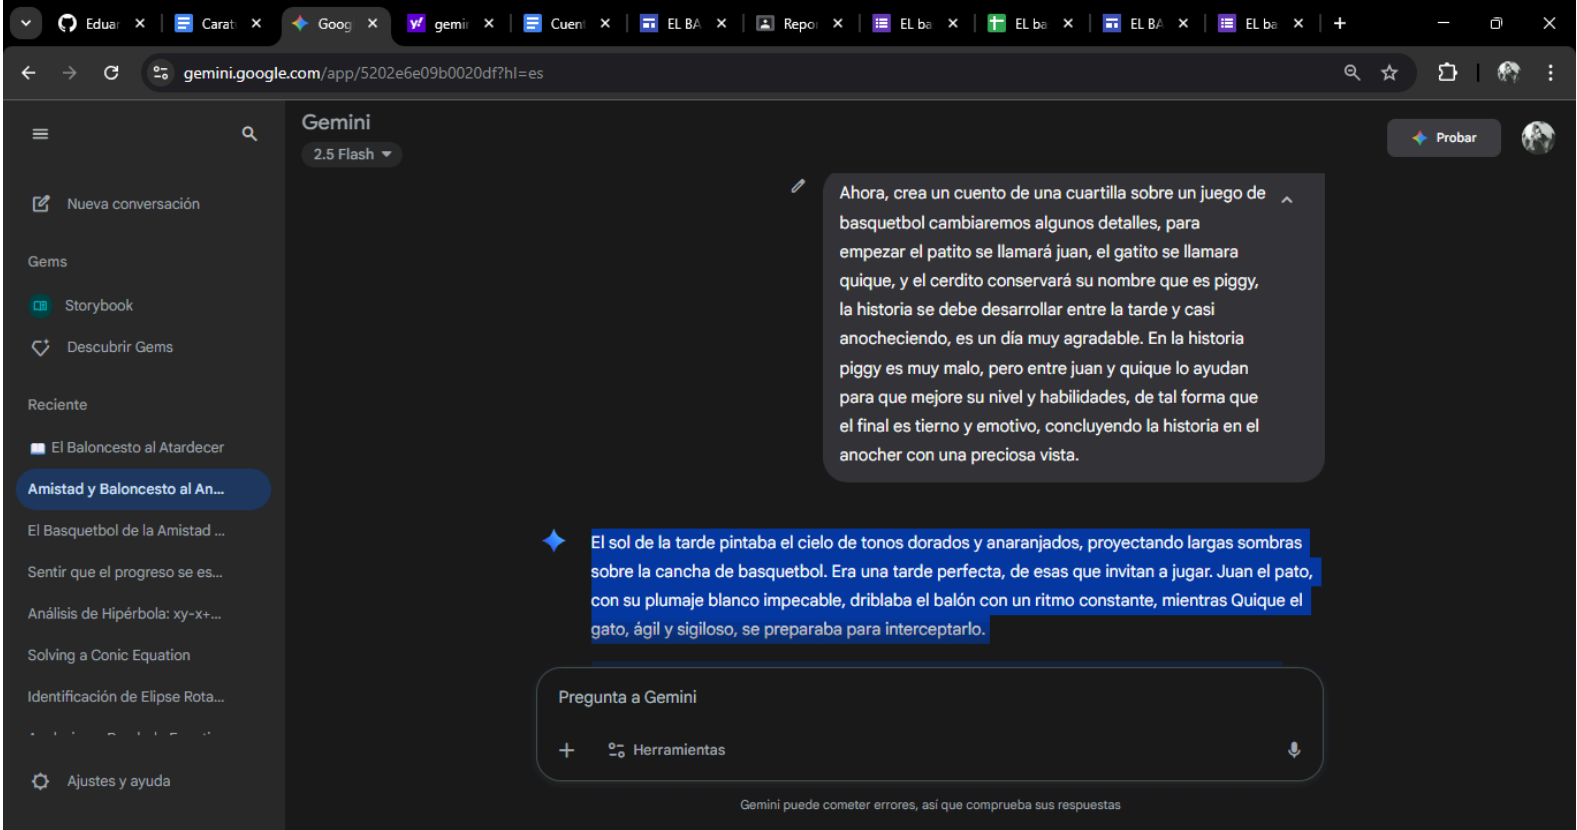 Eduar
Carat
Goog
gemin
Cuent
EL BA
Repor
EL ba
EL ba
EL BA
EL ba
gemini.google.com/app/5202e6e09b0020df?hl=es
Gemini
2.5 Flash
Probar
Nueva conversación
Gems
Storybook
Descubrir Gems
Reciente
El Baloncesto al Atardecer
Amistad y Baloncesto al An...
El Basquetbol de la Amistad ...
Sentir que el progreso se es...
Análisis de Hipérbola: xy-x+...
Solving a Conic Equation
Identificación de Elipse Rota...
Ajustes y ayuda
Ahora, crea un cuento de una cuartilla sobre un juego de
basquetbol cambiaremos algunos detalles, para
empezar el patito se llamará juan, el gatito se llamara
quique, y el cerdito conservará su nombre que es piggy,
la historia se debe desarrollar entre la tarde y casi
anocheciendo, es un día muy agradable. En la historia
piggy es muy malo, pero entre juan y quique lo ayudan
para que mejore su nivel y habilidades, de tal forma que
el final es tierno y emotivo, concluyendo la historia en el
anocher con una preciosa vista.
El sol de la tarde pintaba el cielo de tonos dorados y anaranjados, proyectando largas sombras
sobre la cancha de basquetbol. Era una tarde perfecta, de esas que invitan a jugar. Juan el pato,
con su plumaje blanco impecable, driblaba el balón con un ritmo constante, mientras Quique el
gato, ágil y sigiloso, se preparaba para interceptarlo.
Pregunta a Gemini
Herramientas
Gemini puede cometer errores, así que comprueba sus respuestas